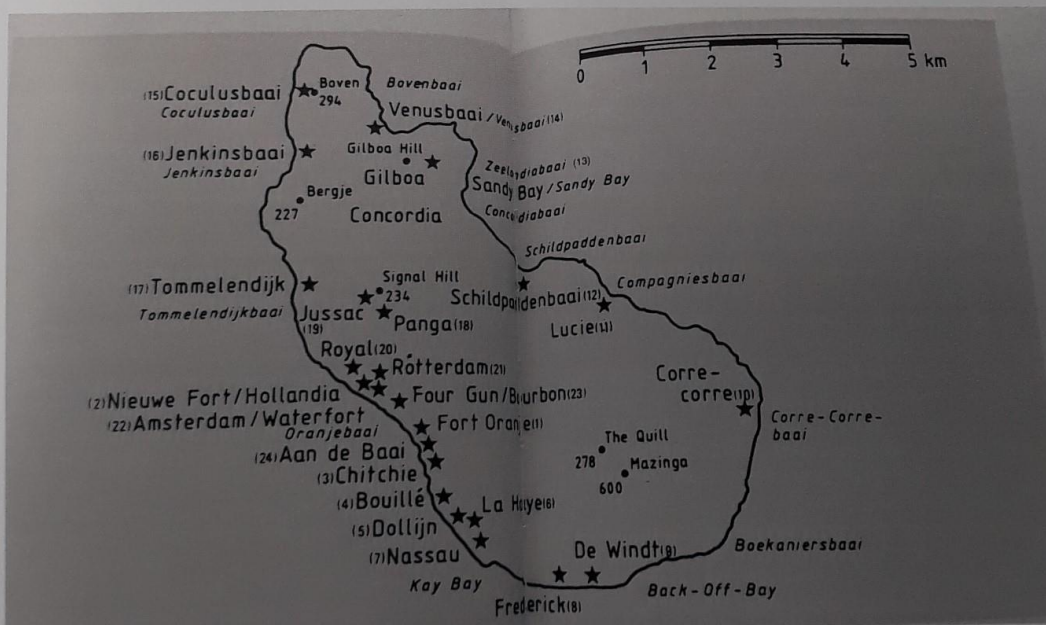 (15)Coculusbaai
Coculusbaai
Boven
294
Bovenbaai
Venusbaai/Venusbaai(14)
0 1 2 3 4 5 km
(16)Jenkinsbaai
Jenkinsbaai
Gilboa Hill
Gilboa
Zeelandiabaai (13)
Sandy Bay/Sandy Bay
Bergje
227
Concordia
Concordiabaai
Schildpaddenbaai
(17)Tommelendijk
Tommelendijkbaai
Signal Hill
234
Jussac
(19)
Panga(18)
Schildpaddenbaai(12)
Compagniesbaai
Lucie(11)
Royal(20)
Rotterdam(21)
(2)Nieuwe Fort/Hollandia
Four Gun/Bourbon(23)
Corre-
corre(10)
Corre-Corre-
baai
(22)Amsterdam/Waterfort
Oranjebaai
Fort Oranje(1)
(24)Aan de Baai
The Quill
278
Mazinga
600
(3)Chitchie
(4)Bouillé
La Haye(6)
(5)Dollijn
(7)Nassau
De Windt(9)
Boekaniersbaai
Kay Bay
Back-Off-Bay
Frederick(8)